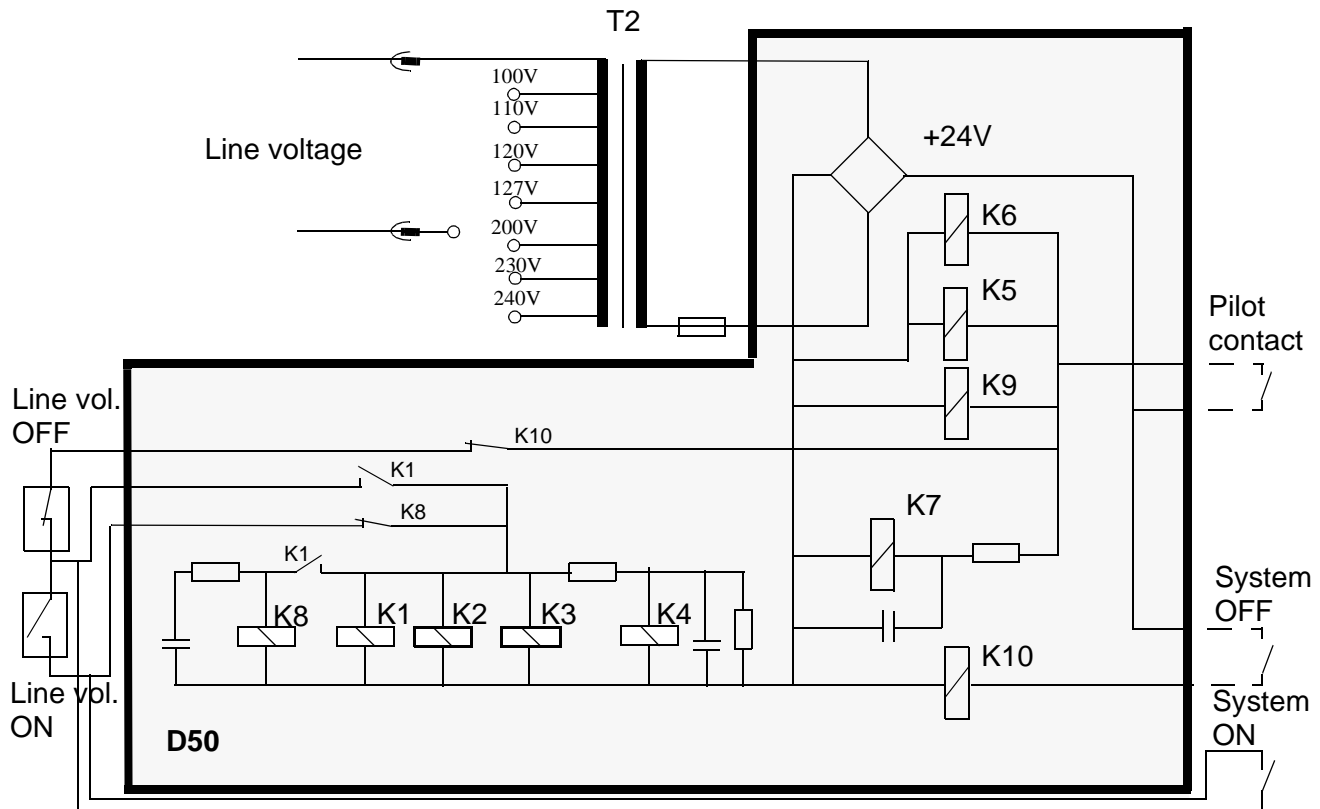 T2
100V
110V
120V
127V
200V
230V
240V
Line voltage
+24V
K6
K5
K9
Pilot
contact
Line vol.
OFF
K10
K1
K8
K7
K1
K8
K1
K2
K3
K4
K10
System
OFF
System
ON
Line vol.
ON
D50